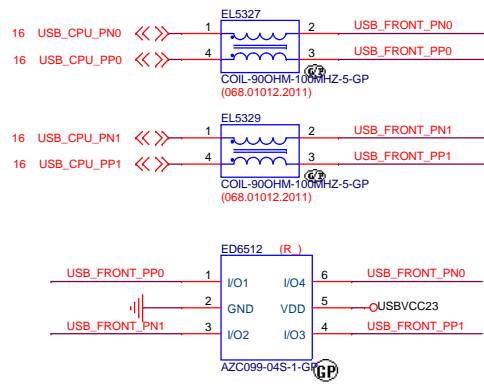 EL5327
16 USB_CPU_PN0 1 2 USB_FRONT_PN0
16 USB_CPU_PP0 4 3 USB_FRONT_PP0
GP
COIL-90OHM-100MHZ-5-GP
(068.01012.2011)
EL5329
16 USB_CPU_PN1 1 2 USB_FRONT_PN1
16 USB_CPU_PP1 4 3 USB_FRONT_PP1
GP
COIL-90OHM-100MHZ-5-GP
(068.01012.2011)
ED6512 (R_)
USB_FRONT_PP0 1 I/O1 I/O4 6 USB_FRONT_PN0
2 GND VDD 5 USBVCC23
USB_FRONT_PN1 3 I/O2 I/O3 4 USB_FRONT_PP1
AZC099-04S-1-GP
GP